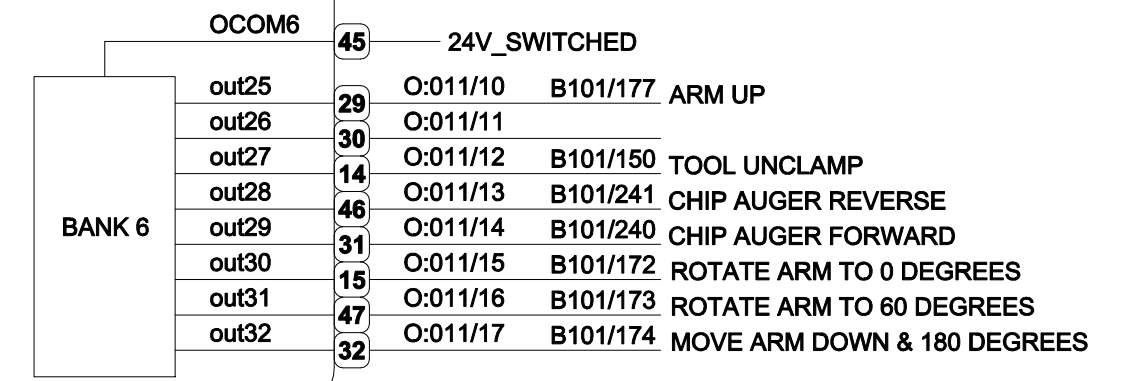 OCOM6 45 24V_SWITCHED
out25 29 O:011/10 B101/177 ARM UP
out26 30 O:011/11
out27 14 O:011/12 B101/150 TOOL UNCLAMP
out28 46 O:011/13 B101/241 CHIP AUGER REVERSE
BANK 6 out29 31 O:011/14 B101/240 CHIP AUGER FORWARD
out30 15 O:011/15 B101/172 ROTATE ARM TO 0 DEGREES
out31 47 O:011/16 B101/173 ROTATE ARM TO 60 DEGREES
out32 32 O:011/17 B101/174 MOVE ARM DOWN & 180 DEGREES